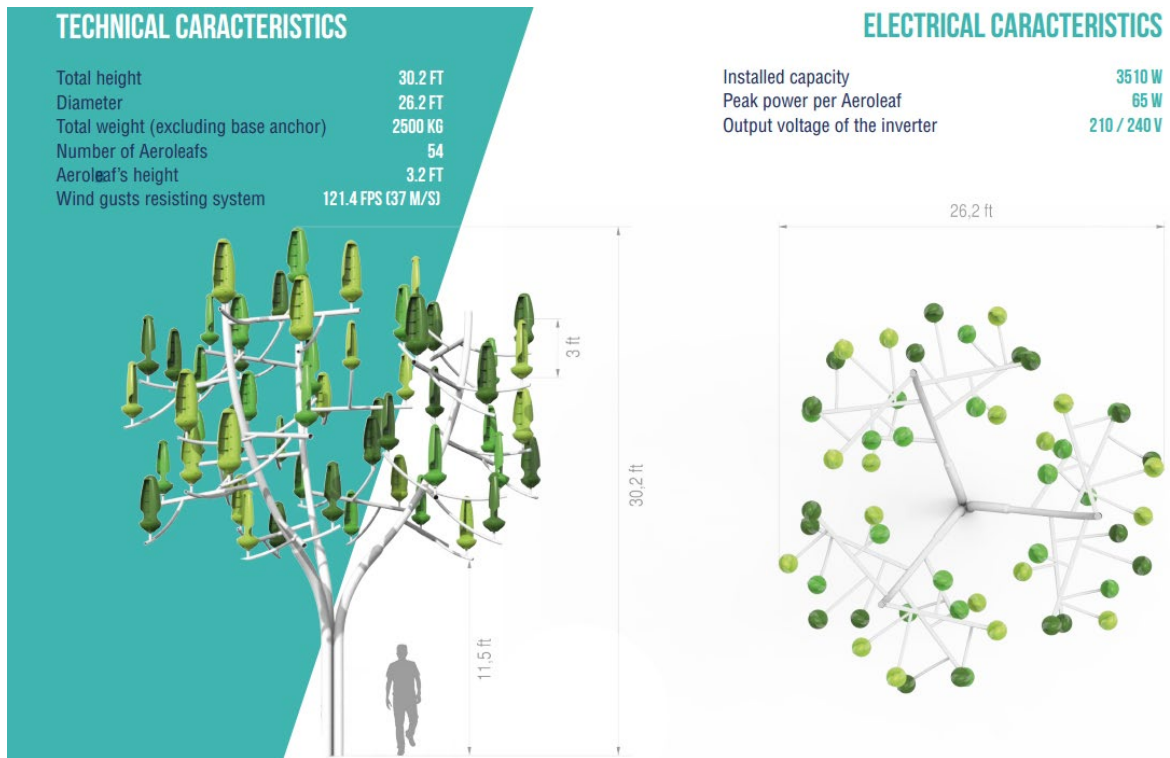 TECHNICAL CARACTERISTICS
Total height 30.2 FT
Diameter 26.2 FT
Total weight (excluding base anchor) 2500 KG
Number of Aeroleafs 54
Aeroleaf's height 3.2 FT
Wind gusts resisting system 121.4 FPS (37 M/S)
ELECTRICAL CARACTERISTICS
Installed capacity 3510 W
Peak power per Aeroleaf 65 W
Output voltage of the inverter 210 / 240 V
26,2 ft
3 ft
30,2 ft
11,5 ft